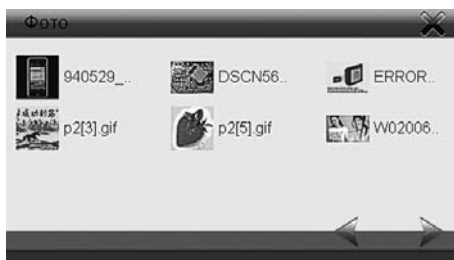 Фото
940529_..
DSCN56..
ERROR..
p2[3].gif
p2[5].gif
W02006..